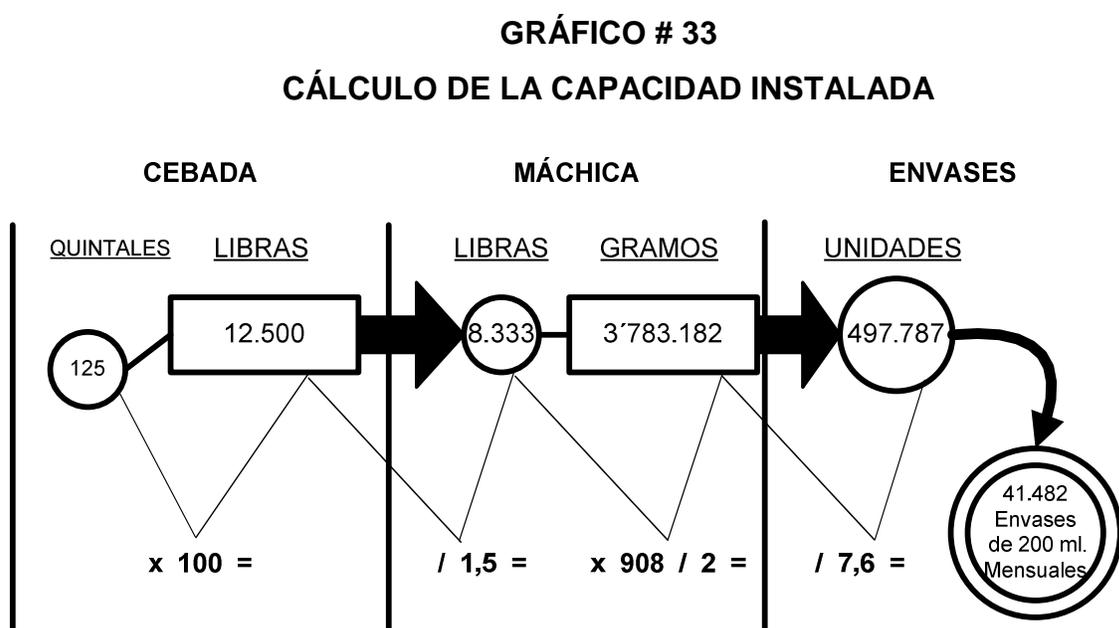 GRÁFICO # 33
CÁLCULO DE LA CAPACIDAD INSTALADA
CEBADA
MÁCHICA
ENVASES
QUINTALES
LIBRAS
LIBRAS
GRAMOS
UNIDADES
125
12.500
8.333
3´783.182
497.787
41.482
Envases
de 200 ml.
Mensuales
x 100 =
/ 1,5 =
x 908 / 2 =
/ 7,6 =